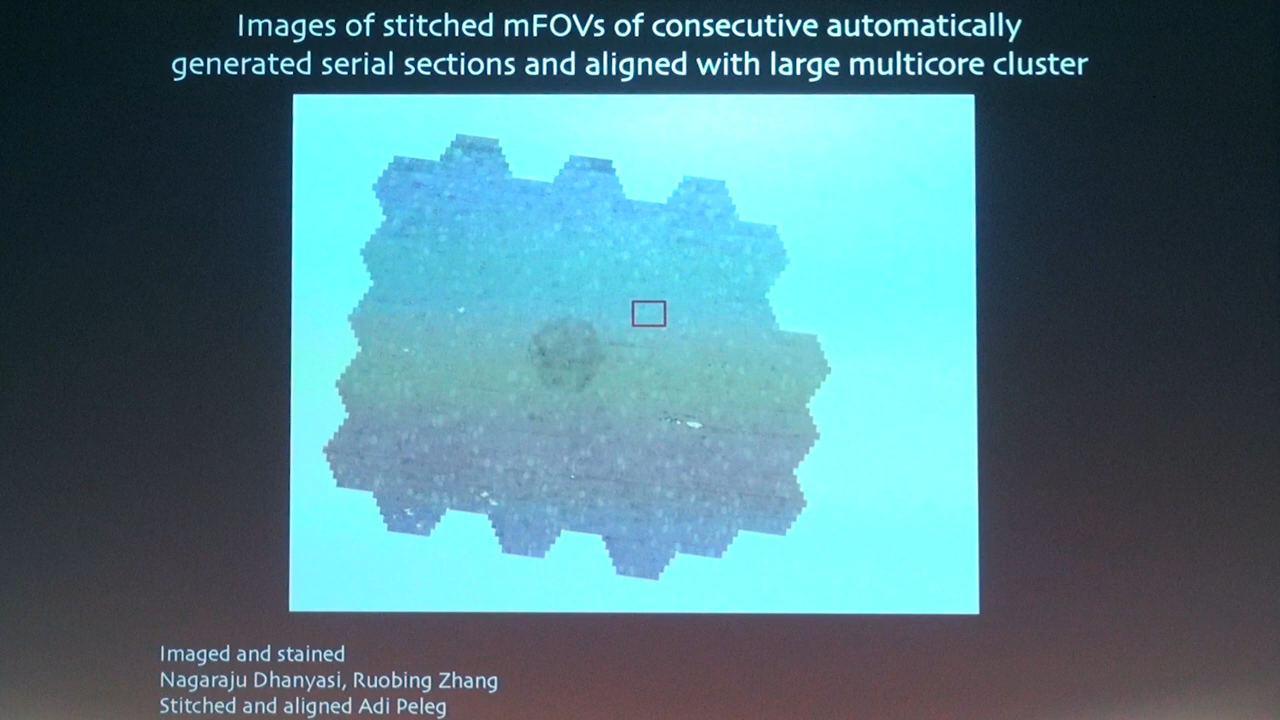 Images of stitched mFOVs of consecutive automatically
generated serial sections and aligned with large multicore cluster
Imaged and stained
Nagaraju Dhanyasi, Ruobing Zhang
Stitched and aligned Adi Peleg